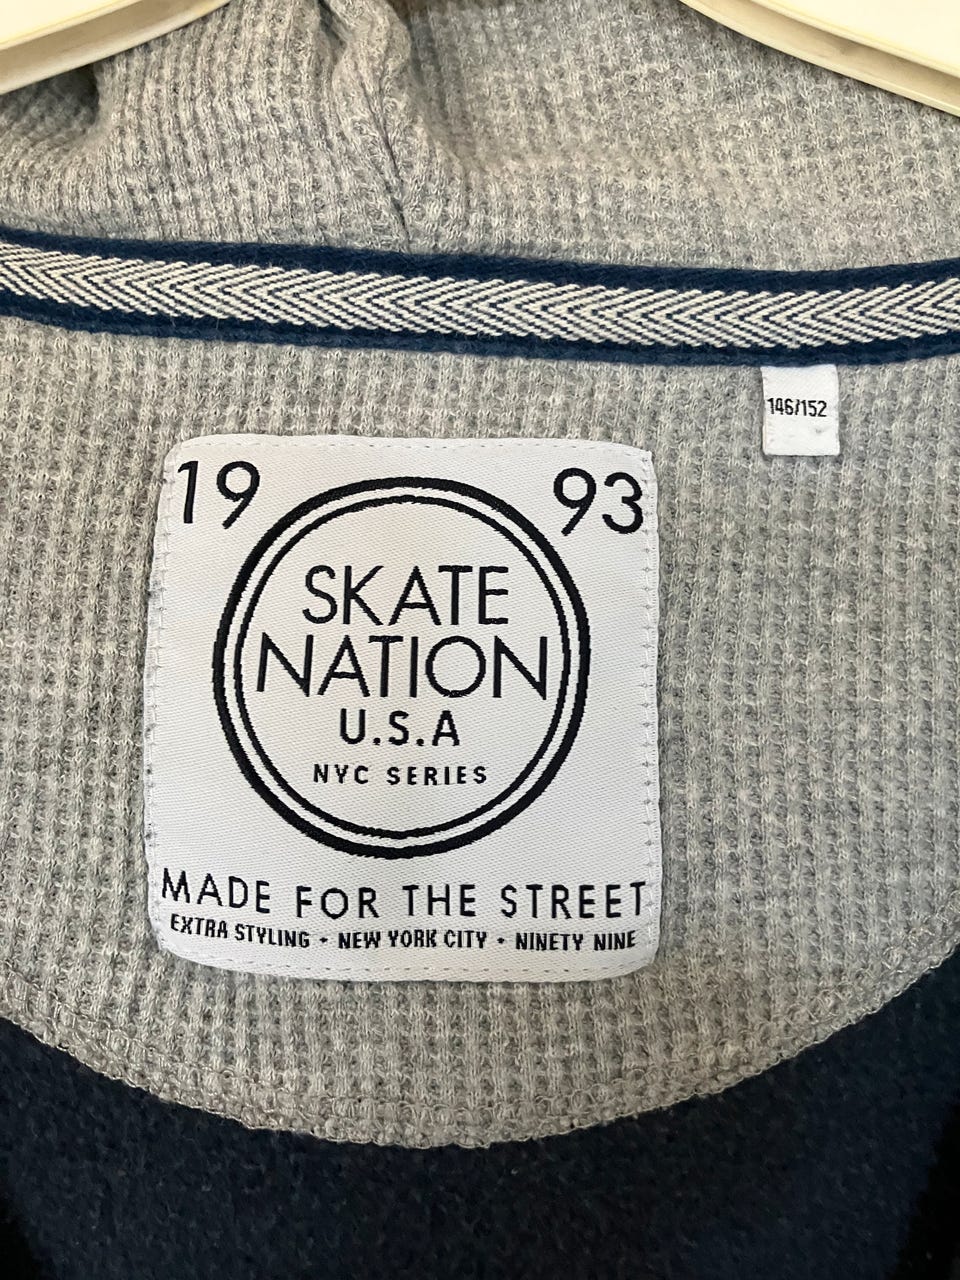 146/152
19 93
SKATE
NATION
U.S.A
NYC SERIES
MADE FOR THE STREET
EXTRA STYLING • NEW YORK CITY • NINETY NINE